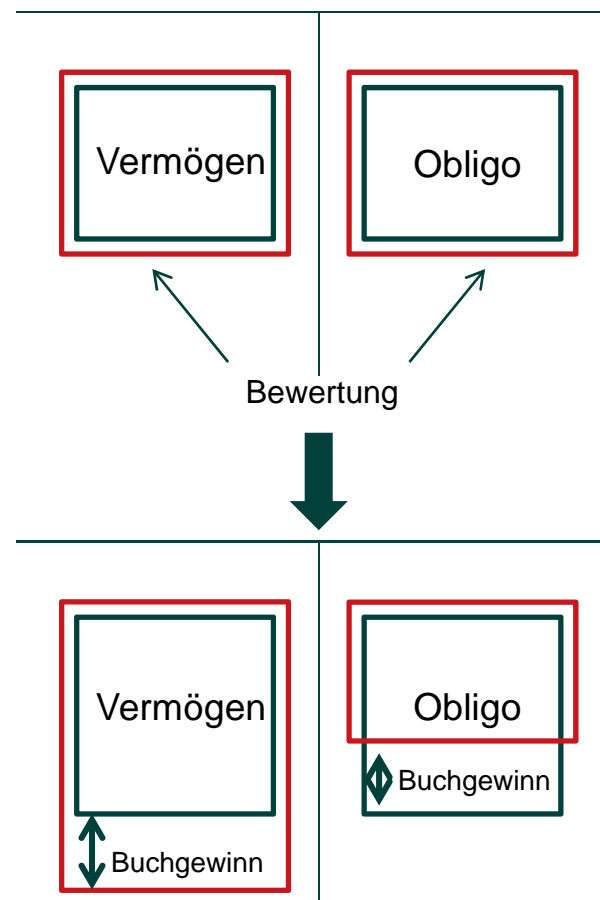 Vermögen
Obligo
Bewertung
Vermögen
Obligo
Buchgewinn
Buchgewinn